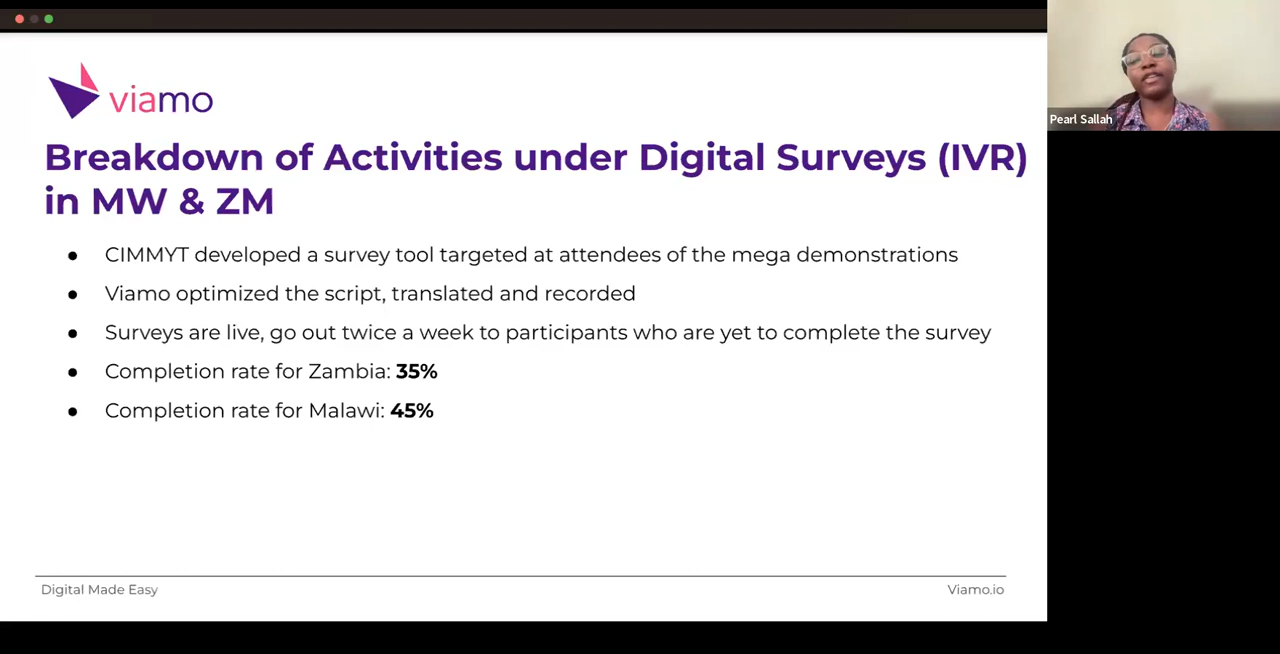 viamo
Breakdown of Activities under Digital Surveys (IVR)
in MW & ZM
● CIMMYT developed a survey tool targeted at attendees of the mega demonstrations
● Viamo optimized the script, translated and recorded
● Surveys are live, go out twice a week to participants who are yet to complete the survey
● Completion rate for Zambia: 35%
● Completion rate for Malawi: 45%
Digital Made Easy
Viamo.io
Pearl Sallah